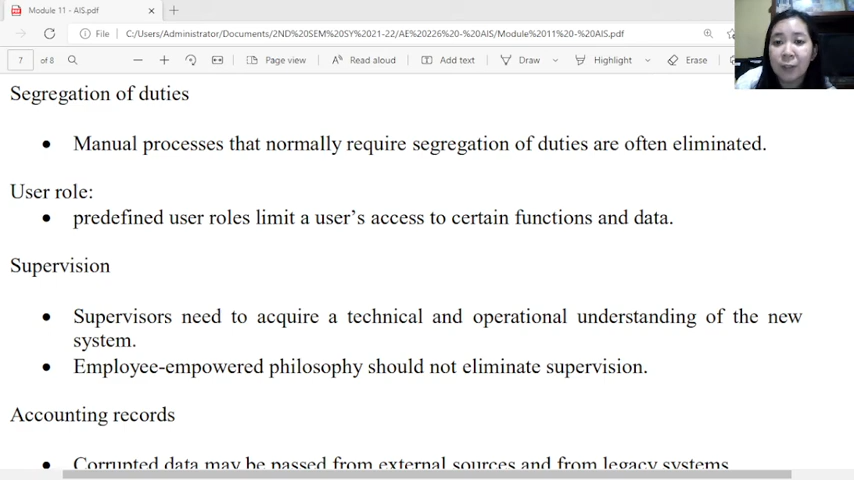 Module 11 - AIS.pdf
File
C:/Users/Administrator/Documents/2ND%20SEM%20SY%2021-22/AE%20226%20-%20AIS/Module%2011%20-%20AIS.pdf
7 of 8
Page view
Read aloud
Add text
Draw
Highlight
Erase
Segregation of duties
• Manual processes that normally require segregation of duties are often eliminated.
User role:
• predefined user roles limit a user's access to certain functions and data.
Supervision
• Supervisors need to acquire a technical and operational understanding of the new
system.
• Employee-empowered philosophy should not eliminate supervision.
Accounting records
• Corrupted data may be passed from external sources and from legacy systems